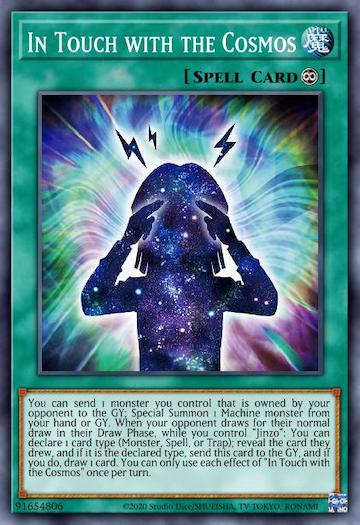 In Touch with the Cosmos 魔
[Spell Card]
You can send 1 monster you control that is owned by your
opponent to the GY; Special Summon 1 Machine monster from
your hand or GY. When your opponent draws for their normal
draw in their Draw Phase, while you control "Jinzo": You can
declare 1 card type (Monster, Spell, or Trap); reveal the card they
drew, and if it is the declared type, send this card to the GY, and if
you do, draw 1 card. You can only use each effect of "In Touch with
the Cosmos" once per turn.
91654806 ©2020 Studio Dice/SHUEISHA, TV TOKYO, KONAMI